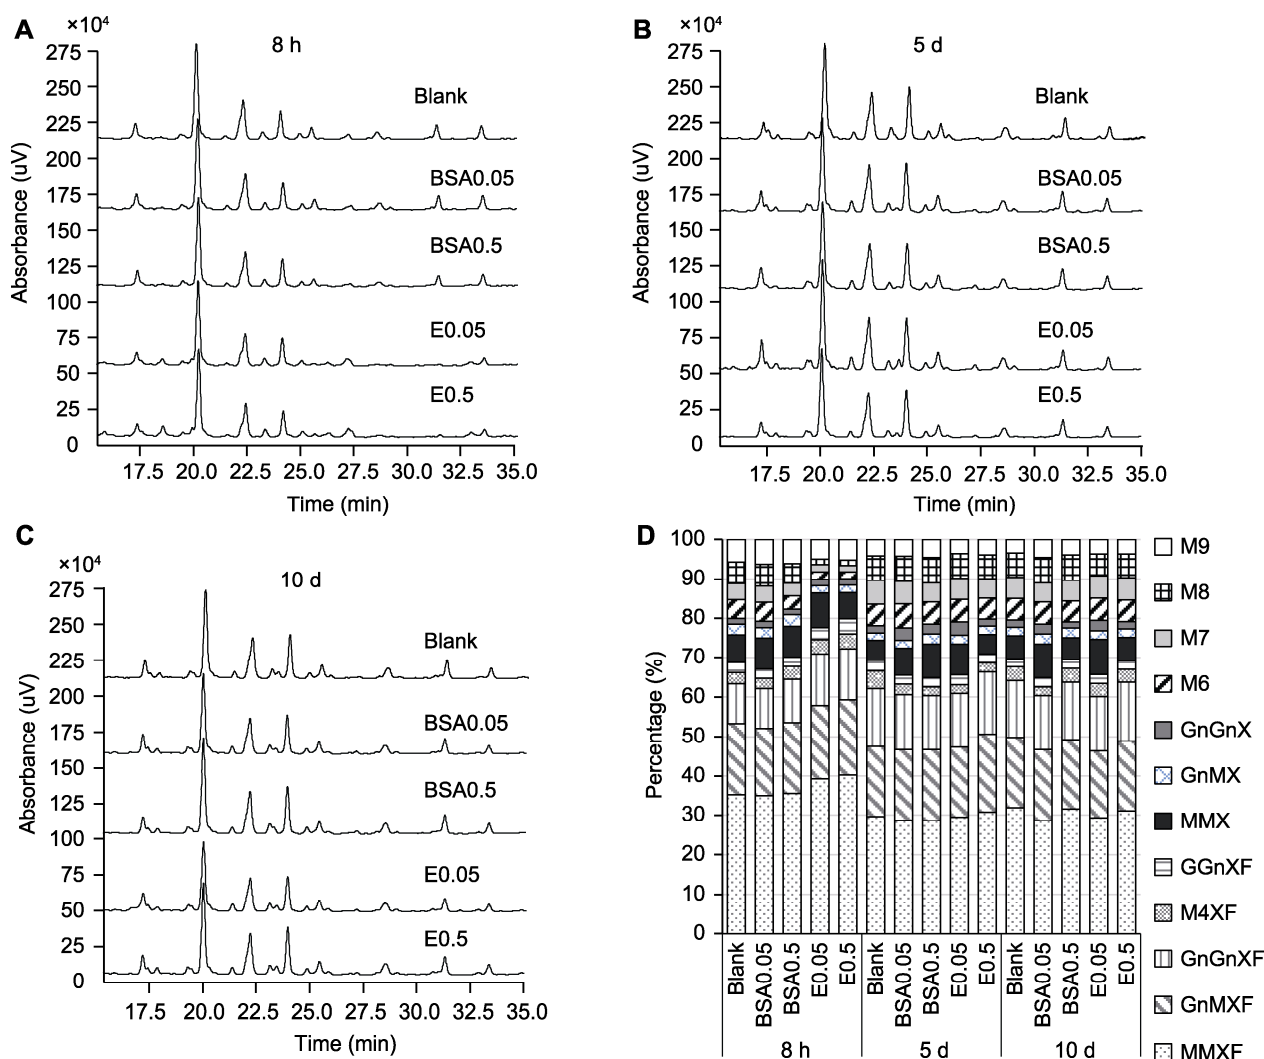 A
×10⁴
8 h
275
250
225
200
175
150
125
100
75
50
25
0
Absorbance (uV)
Blank
BSA0.05
BSA0.5
E0.05
E0.5
17.5 20.0 22.5 25.0 27.5 30.0 32.5 35.0
Time (min)
B
×10⁴
5 d
275
250
225
200
175
150
125
100
75
50
25
0
Absorbance (uV)
Blank
BSA0.05
BSA0.5
E0.05
E0.5
17.5 20.0 22.5 25.0 27.5 30.0 32.5 35.0
Time (min)
C
×10⁴
10 d
275
250
225
200
175
150
125
100
75
50
25
0
Absorbance (uV)
Blank
BSA0.05
BSA0.5
E0.05
E0.5
17.5 20.0 22.5 25.0 27.5 30.0 32.5 35.0
Time (min)
D
100
90
80
70
60
50
40
30
20
10
0
Percentage (%)
Blank
BSA0.05
BSA0.5
E0.05
E0.5
Blank
BSA0.05
BSA0.5
E0.05
E0.5
Blank
BSA0.05
BSA0.5
E0.05
E0.5
8 h 5 d 10 d
M9
M8
M7
M6
GnGnX
GnMX
MMX
GGnXF
M4XF
GnGnXF
GnMXF
MMXF